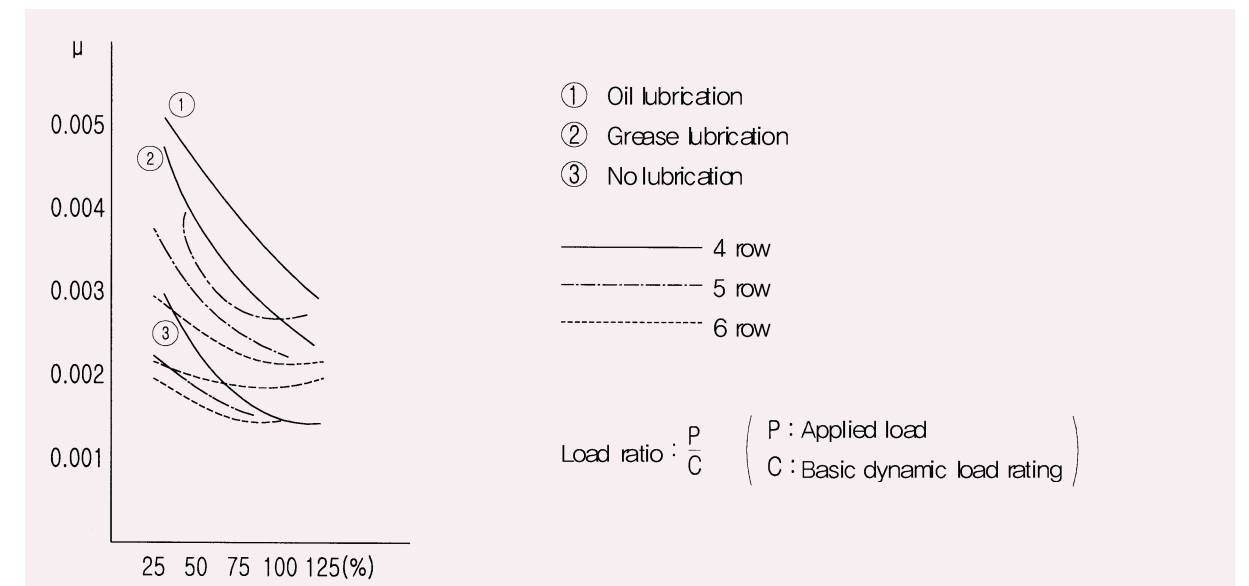 μ
0.005
0.004
0.003
0.002
0.001
25 50 75 100 125(%)
①
②
③
① Oil lubrication
② Grease lubrication
③ No lubrication
4 row
5 row
6 row
Load ratio : P/C ( P : Applied load
C : Basic dynamic load rating )